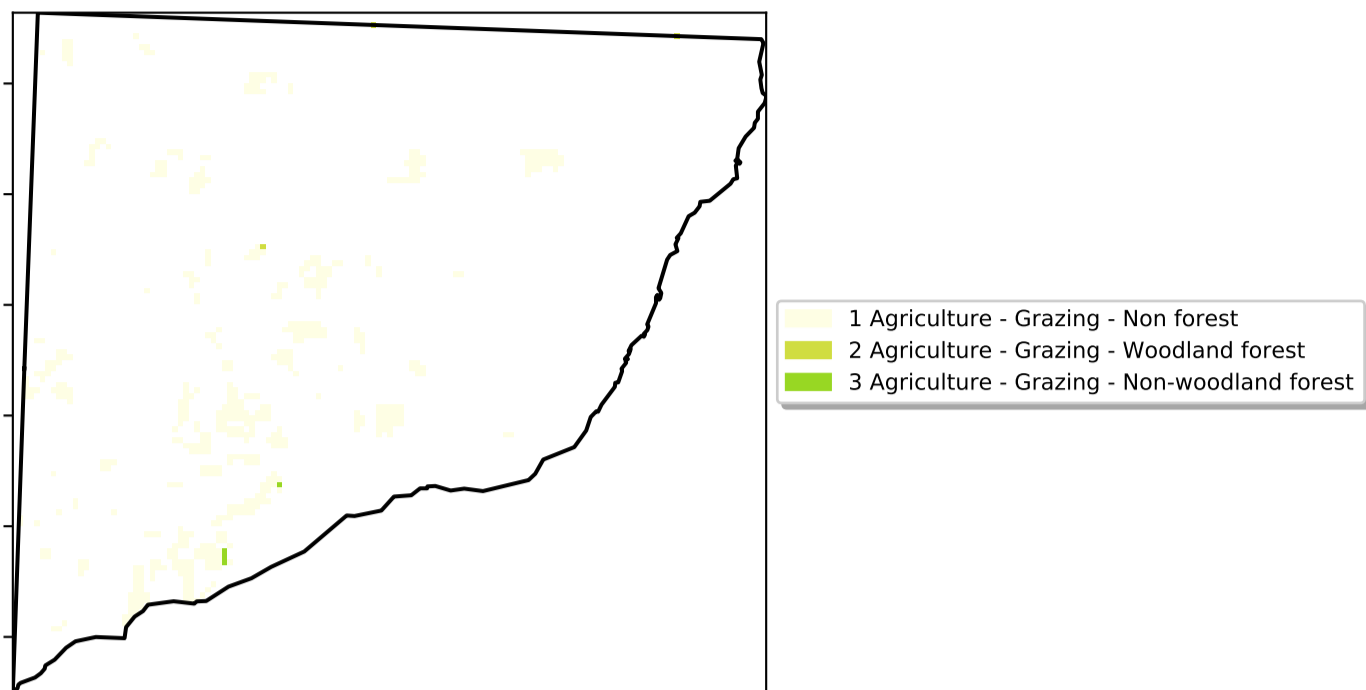 1 Agriculture - Grazing - Non forest
2 Agriculture - Grazing - Woodland forest
3 Agriculture - Grazing - Non-woodland forest